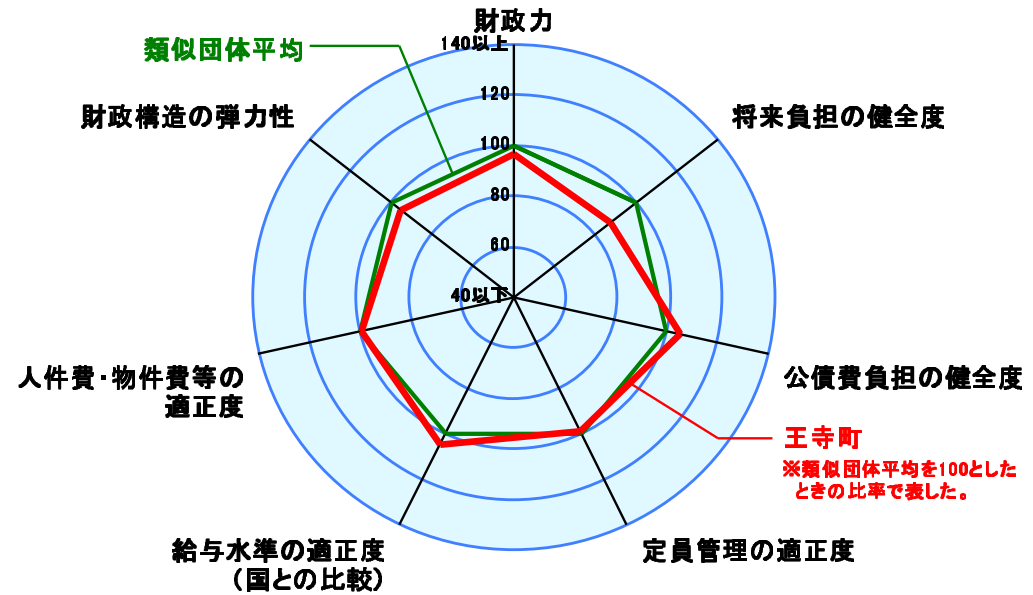 財政力
140以上
類似団体平均
120
財政構造の弾力性
将来負担の健全度
100
80
60
40以下
人件費・物件費等の
適正度
公債費負担の健全度
王寺町
※類似団体平均を100とした
ときの比率で表した。
給与水準の適正度
（国との比較）
定員管理の適正度